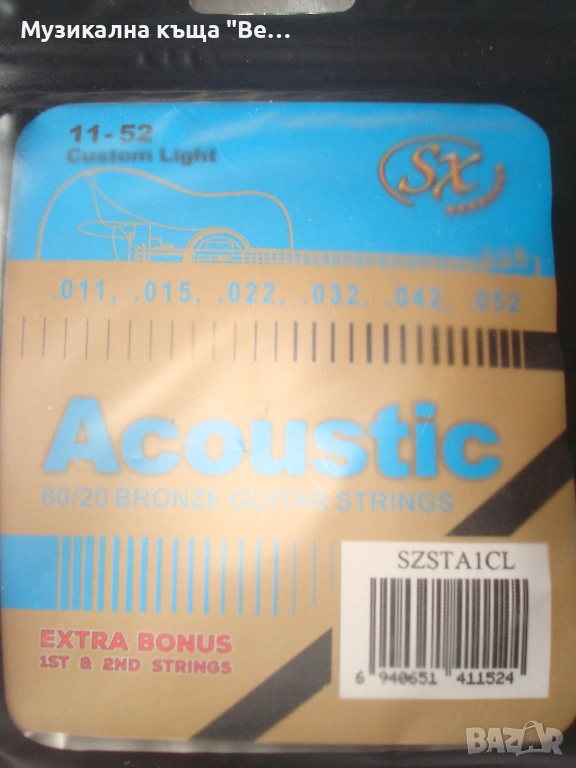 Музикална къща "Ве...
11-52
Custom Light
SX
.011, .015, .022, .032, .042, .052
Acoustic
80/20 BRONZE GUITAR STRINGS
SZSTA1CL
EXTRA BONUS
1ST & 2ND STRINGS
6 940651 411524
BAZAR